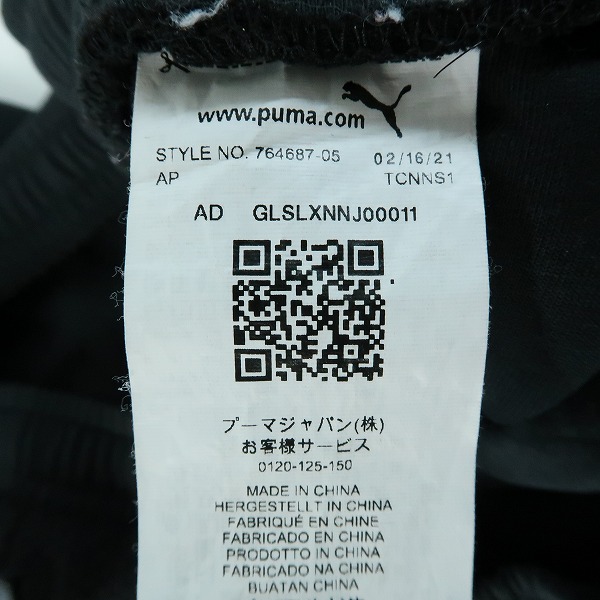 www.puma.com
STYLE NO. 764687-05 02/16/21
AP TCNNS1
AD GLSLXNNJ00011
プーマジャパン(株)
お客様サービス
0120-125-150
MADE IN CHINA
HERGESTELLT IN CHINA
FABRIQUÉ EN CHINE
FABRICADO EN CHINA
PRODOTTO IN CHINA
FABRICADO NA CHINA
BUATAN CHINA